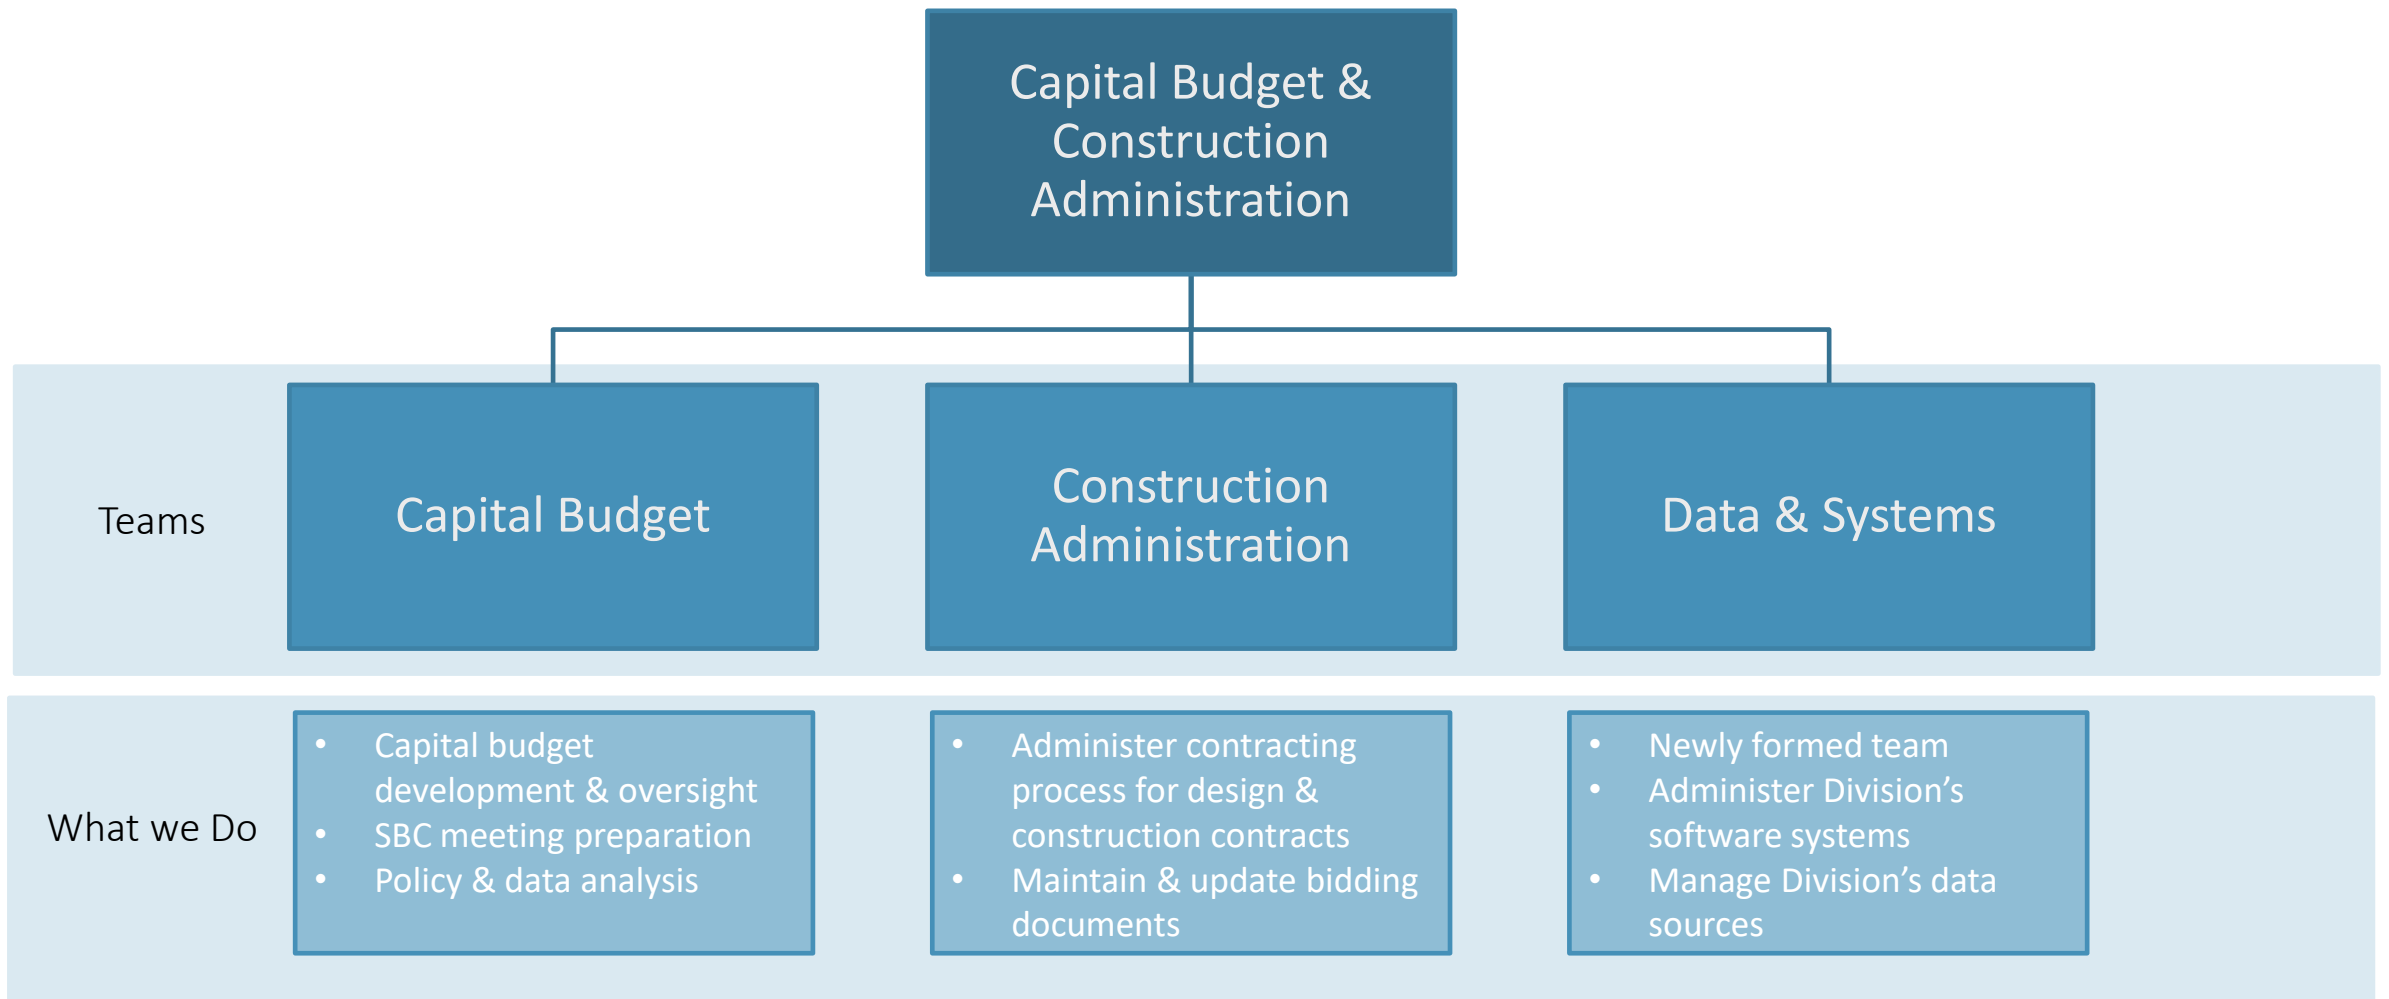 Capital Budget &
Construction
Administration
Teams
Capital Budget
Construction
Administration
Data & Systems
What we Do
• Capital budget
development & oversight
• SBC meeting preparation
• Policy & data analysis
• Administer contracting
process for design &
construction contracts
• Maintain & update bidding
documents
• Newly formed team
• Administer Division’s
software systems
• Manage Division’s data
sources